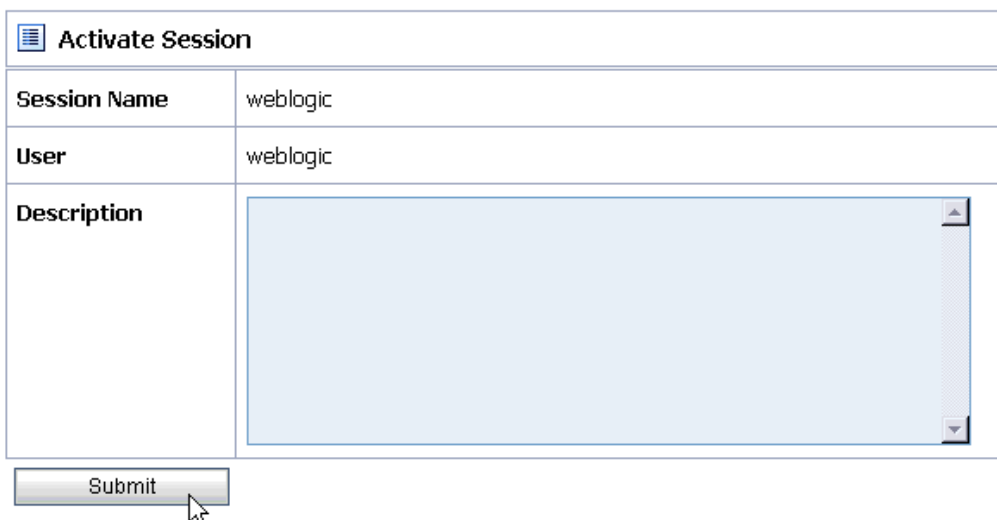 Activate Session
Session Name weblogic
User weblogic
Description
Submit